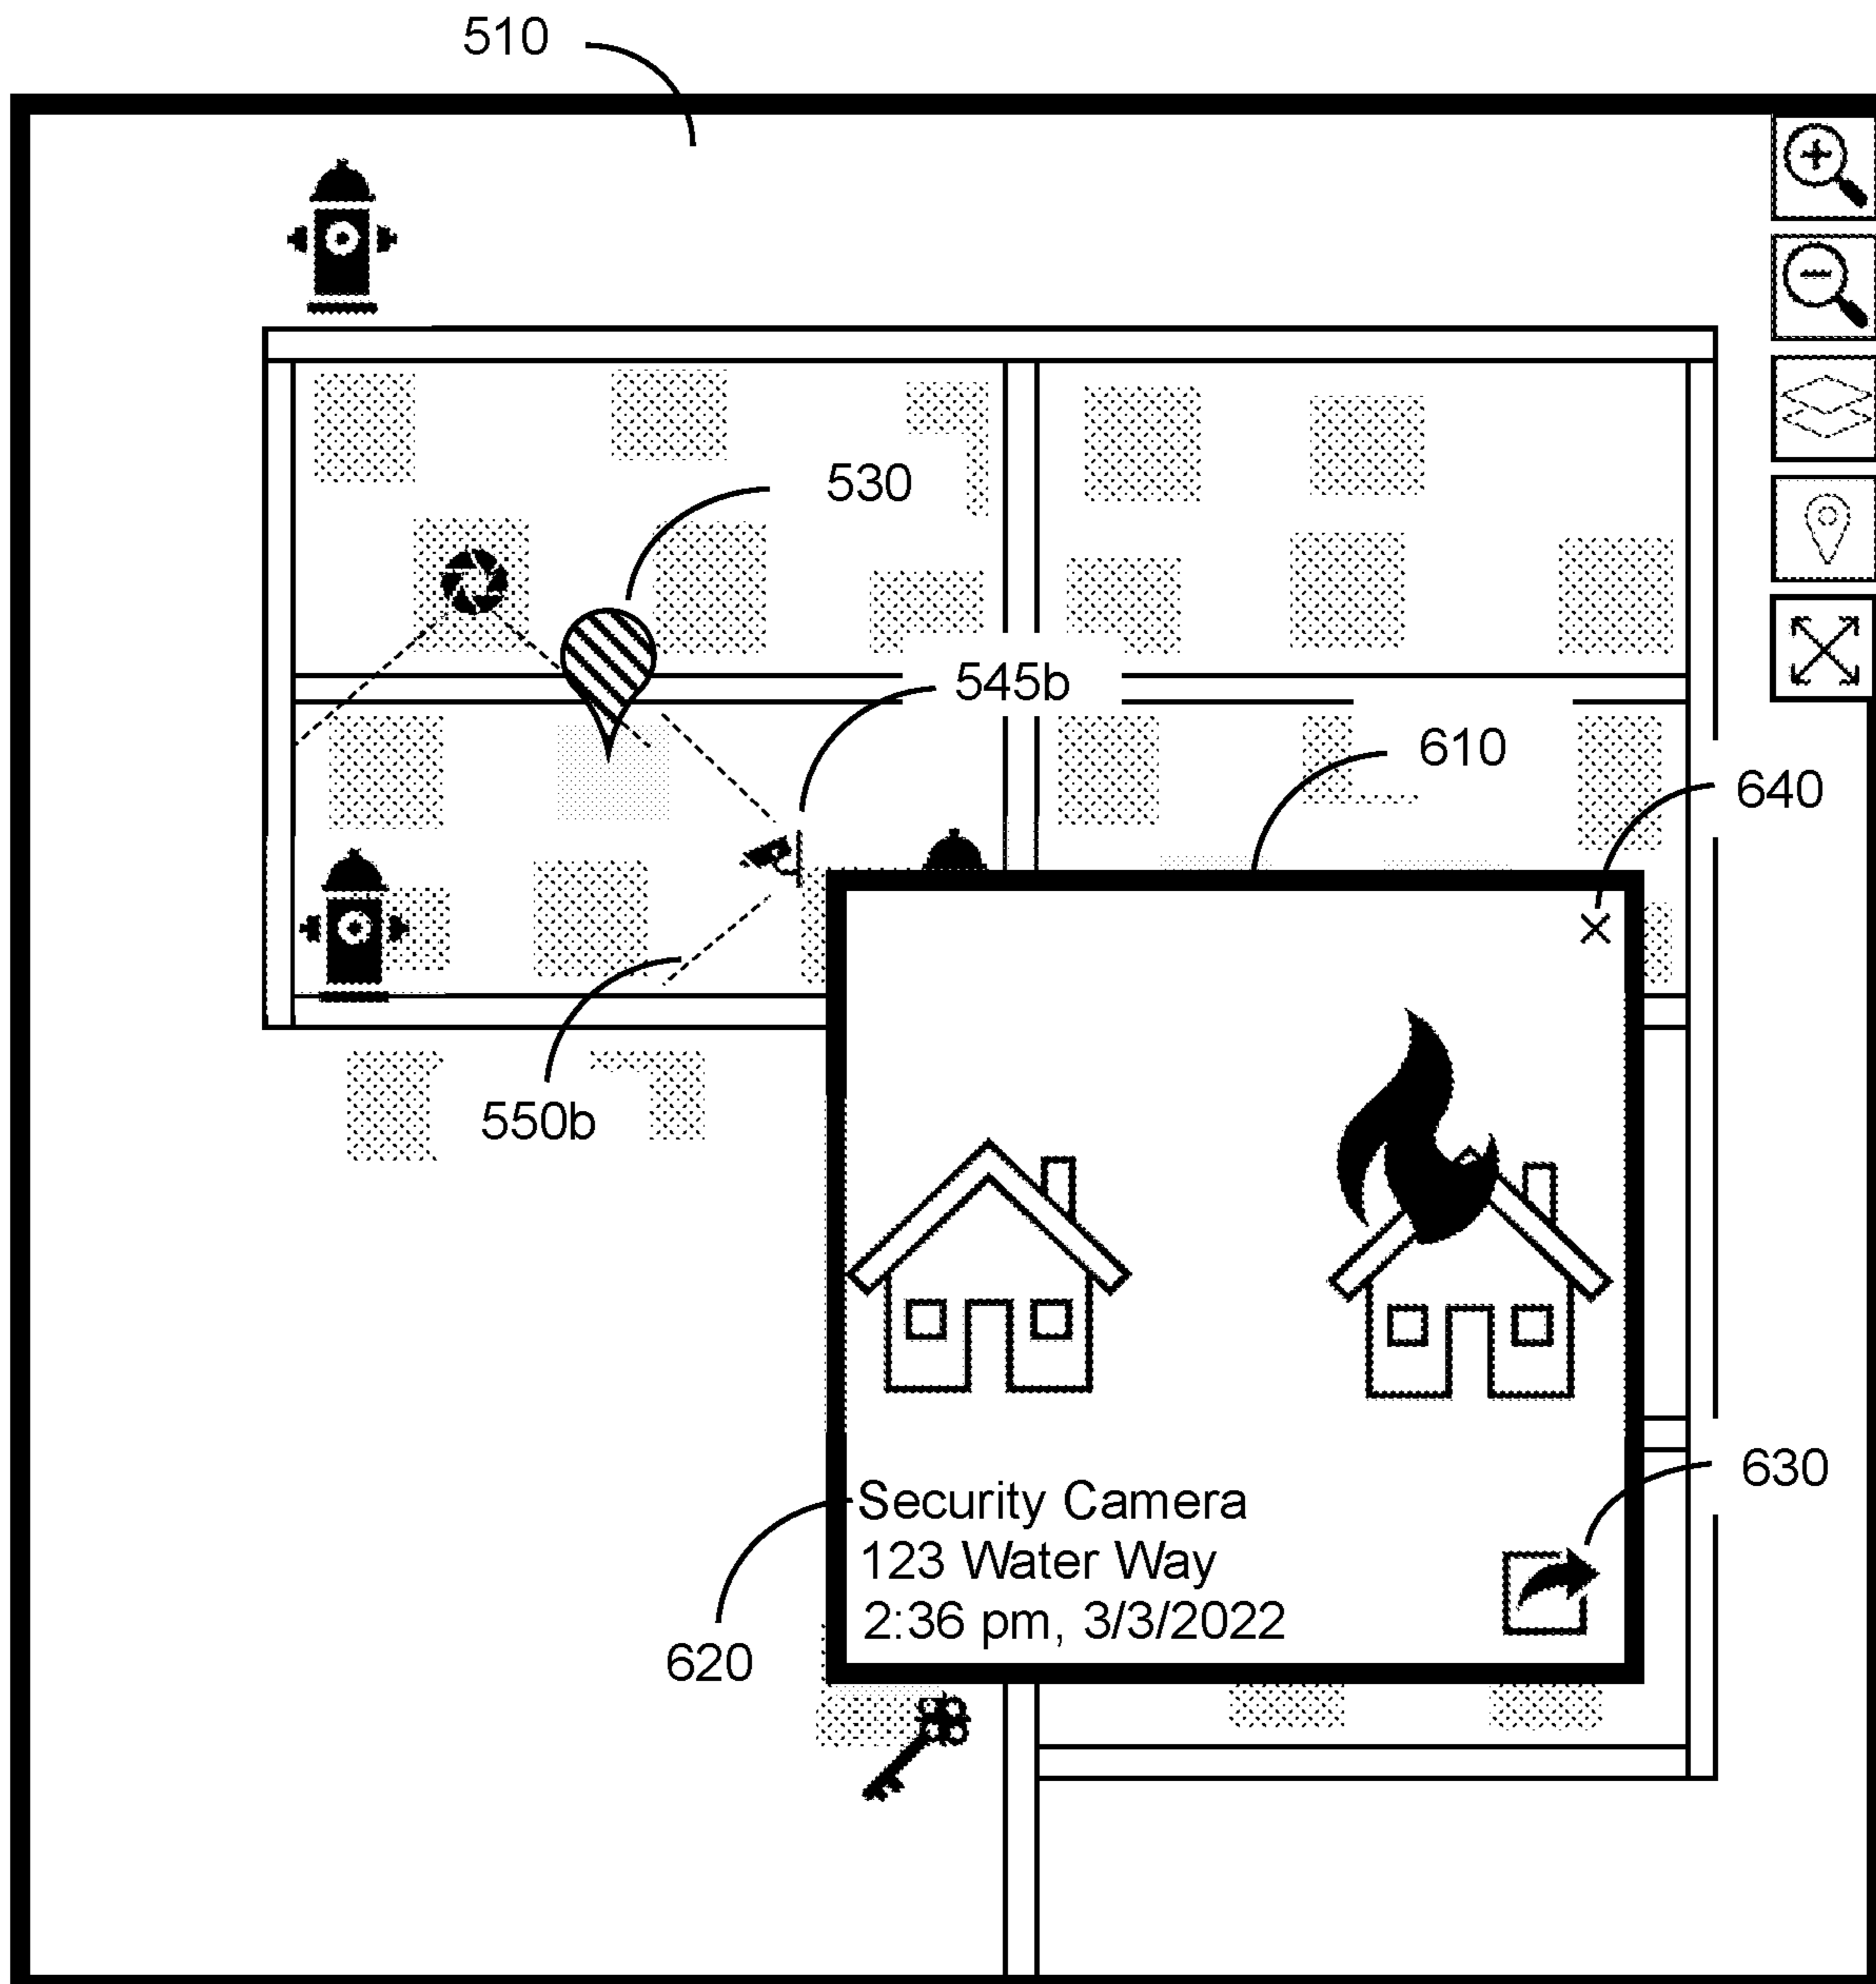 510
530
545b
610
640
550b
630
Security Camera
123 Water Way
2:36 pm, 3/3/2022
620